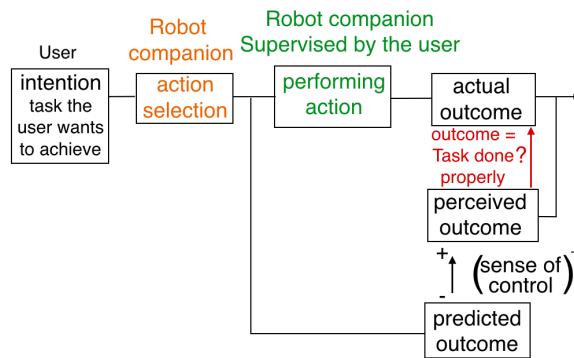 User
intention
task the
user wants
to achieve
Robot
companion
action
selection
Robot companion
Supervised by the user
performing
action
actual
outcome
outcome =
Task done?
properly
perceived
outcome
+
-
(sense of
control)
predicted
outcome